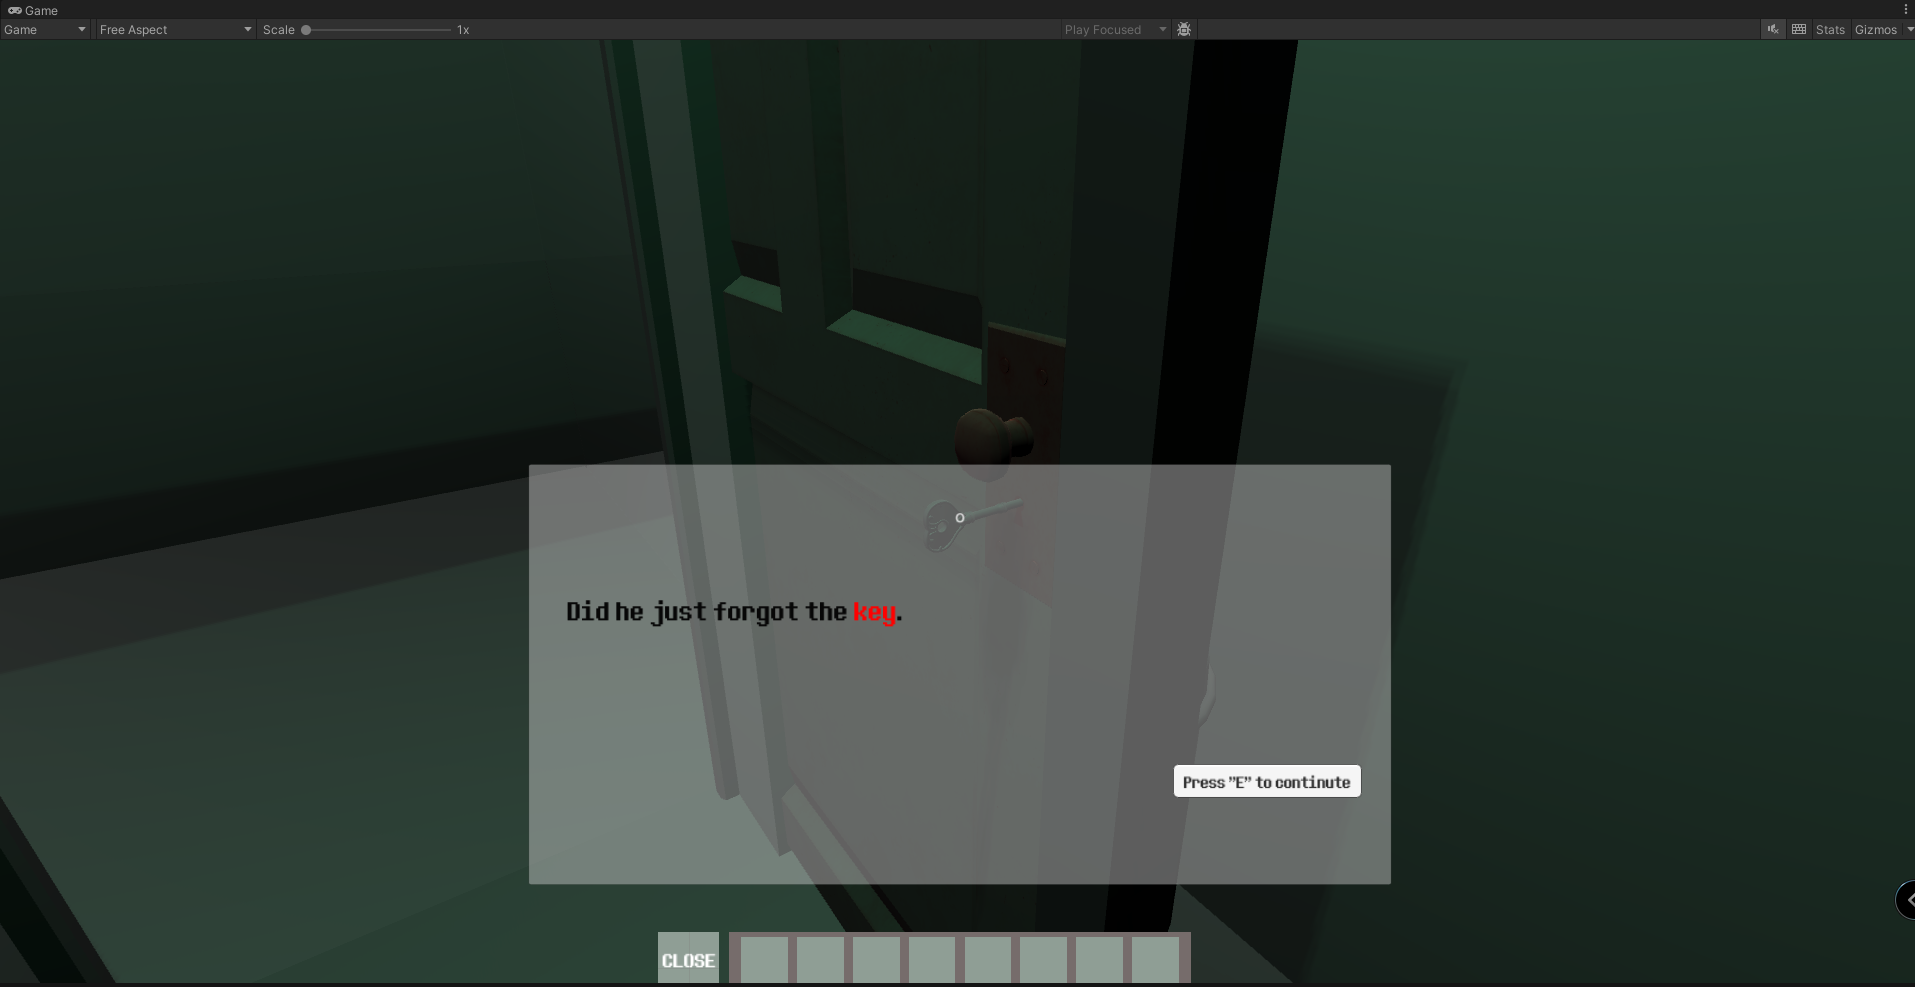 Game
Game Free Aspect Scale 1x Play Focused Stats Gizmos
Did he just forgot the key.
Press "E" to continute
CLOSE